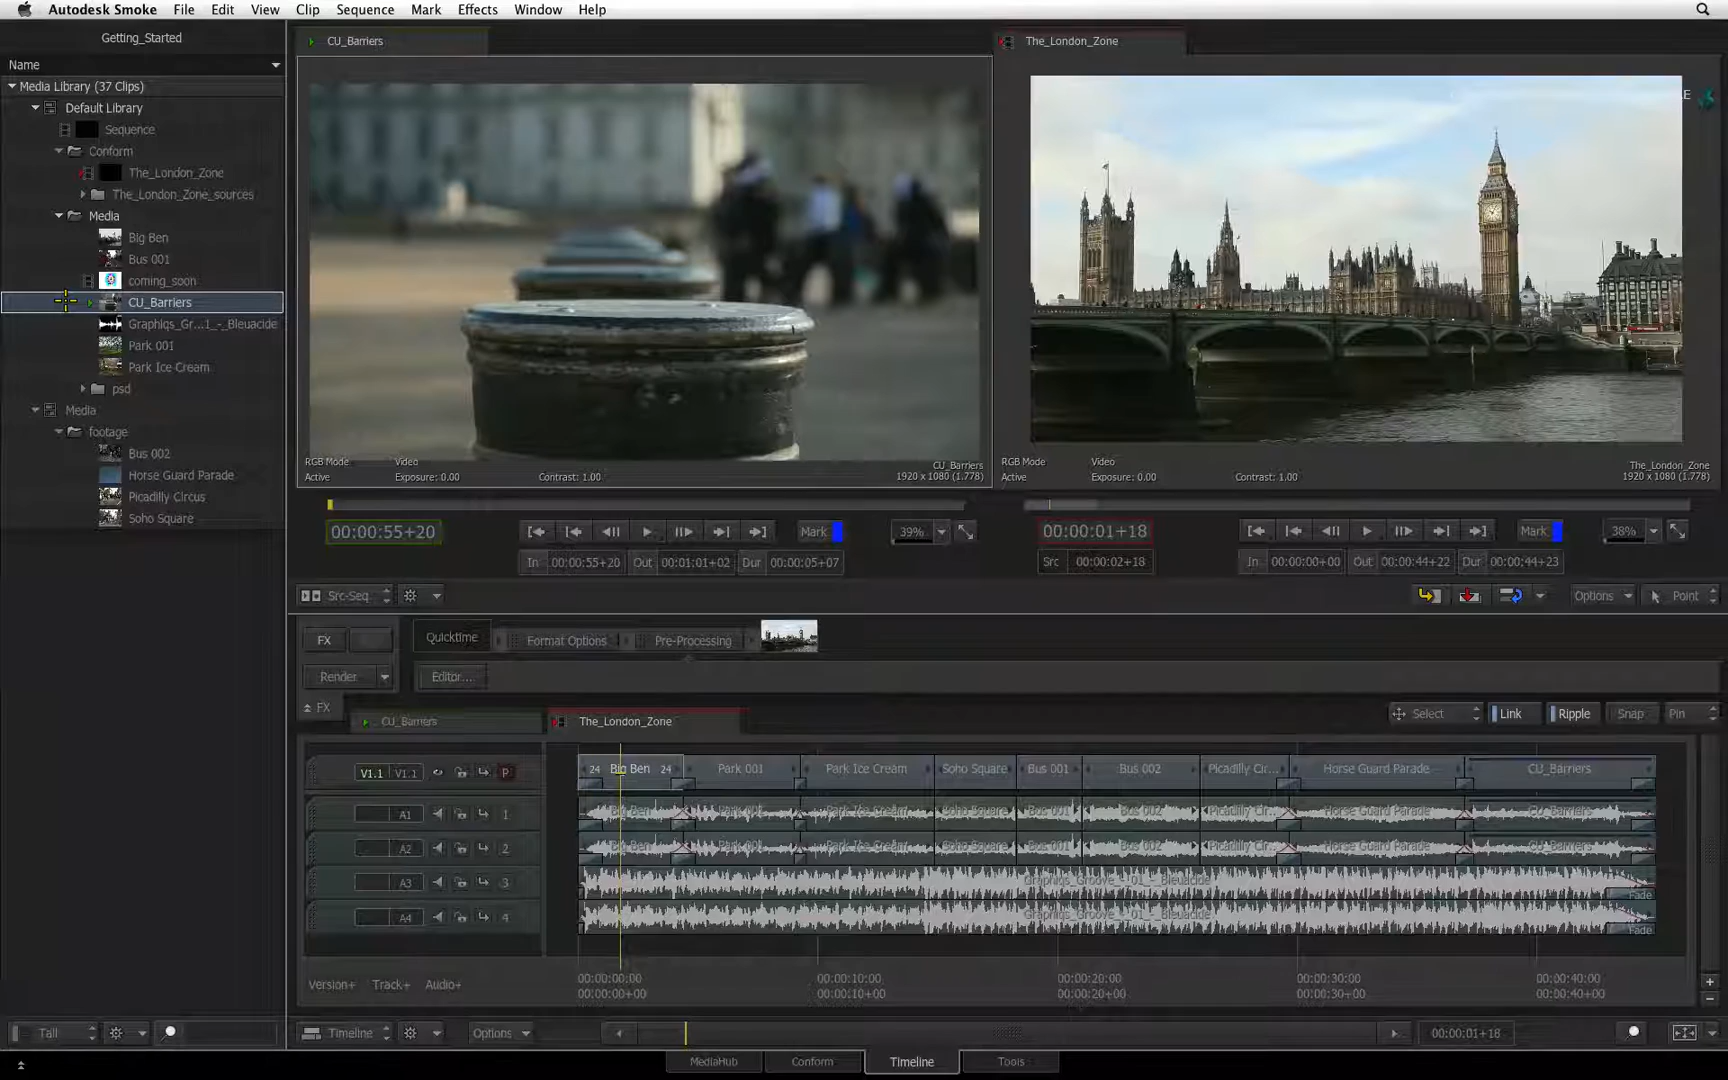 Autodesk Smoke File Edit View Clip Sequence Mark Effects Window Help
Getting_Started
Name
Media Library (37 Clips)
Default Library
Sequence
Conform
The_London_Zone
The_London_Zone_sources
Media
Big Ben
Bus 001
coming_soon
CU_Barriers
Graphiqs_Gr...1_-_Bleuacide
Park 001
Park Ice Cream
psd
Media
footage
Bus 002
Horse Guard Parade
Picadilly Circus
Soho Square
CU_Barriers
RGB Mode Video CU_Barriers
Active Exposure: 0.00 Contrast: 1.00 1920 x 1080 (1.778)
00:00:55+20 Mark 39%
In 00:00:55+20 Out 00:01:01+02 Dur 00:00:05+07
The_London_Zone
E
RGB Mode Video The_London_Zone
Active Exposure: 0.00 Contrast: 1.00 1920 x 1080 (1.778)
00:00:01+18 Mark 38%
Src 00:00:02+18 In 00:00:00+00 Out 00:00:44+22 Dur 00:00:44+23
Src-Seq Options Point
FX Quicktime Format Options Pre-Processing
Render Editor...
FX CU_Barriers The_London_Zone Select Link Ripple Snap Pin
V1.1 V1.1 P 24 Big Ben 24 Park 001 Park Ice Cream Soho Square Bus 001 Bus 002 Picadilly Cir... Horse Guard Parade CU_Barriers
A1 1 Big Ben Park 001 Park Ice Cream Soho Square Bus 001 Bus 002 Picadilly Cir... Horse Guard Parade CU_Barriers
A2 2 Big Ben Park 001 Park Ice Cream Soho Square Bus 001 Bus 002 Picadilly Cir... Horse Guard Parade CU_Barriers
A3 3 Graphiqs_Groove_-_01_-_Bleuacide Fade
A4 4 Graphiqs_Groove_-_01_-_Bleuacide Fade
Version+ Track+ Audio+
00:00:00:00 00:00:10:00 00:00:20:00 00:00:30:00 00:00:40:00
00:00:00+00 00:00:10+00 00:00:20+00 00:00:30+00 00:00:40+00
Tall Timeline Options 00:00:01+18
MediaHub Conform Timeline Tools